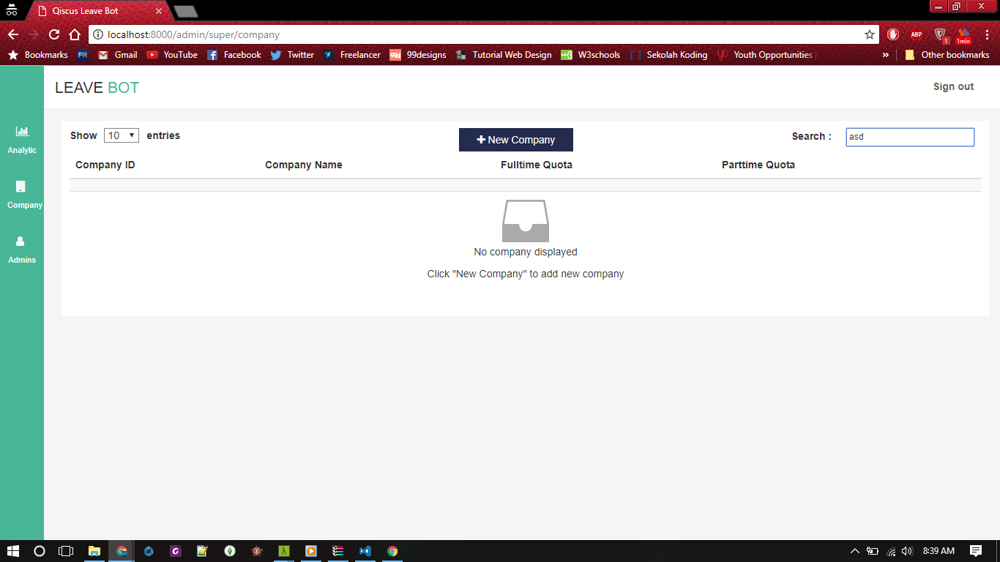 Qiscus Leave Bot
localhost:8000/admin/super/company
ABP
1
1min
Bookmarks FR Gmail YouTube Facebook Twitter Freelancer 99d 99designs Tutorial Web Design W3schools Sekolah Koding YO Youth Opportunities » Other bookmarks
LEAVE BOT
Sign out
Analytic
Company
Admins
Show 10 entries
New Company
Search : asd
Company ID Company Name Fulltime Quota Parttime Quota
No company displayed
Click "New Company" to add new company
8:39 AM